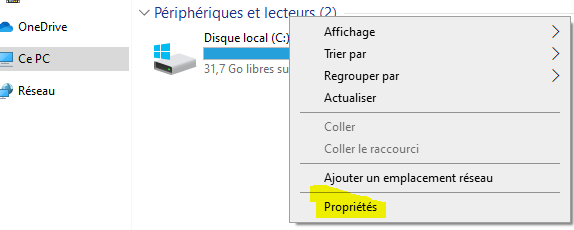 OneDrive
Ce PC
Réseau
Périphériques et lecteurs (2)
Disque local (C:)
31,7 Go libres su
Affichage
Trier par
Regrouper par
Actualiser
Coller
Coller le raccourci
Ajouter un emplacement réseau
Propriétés